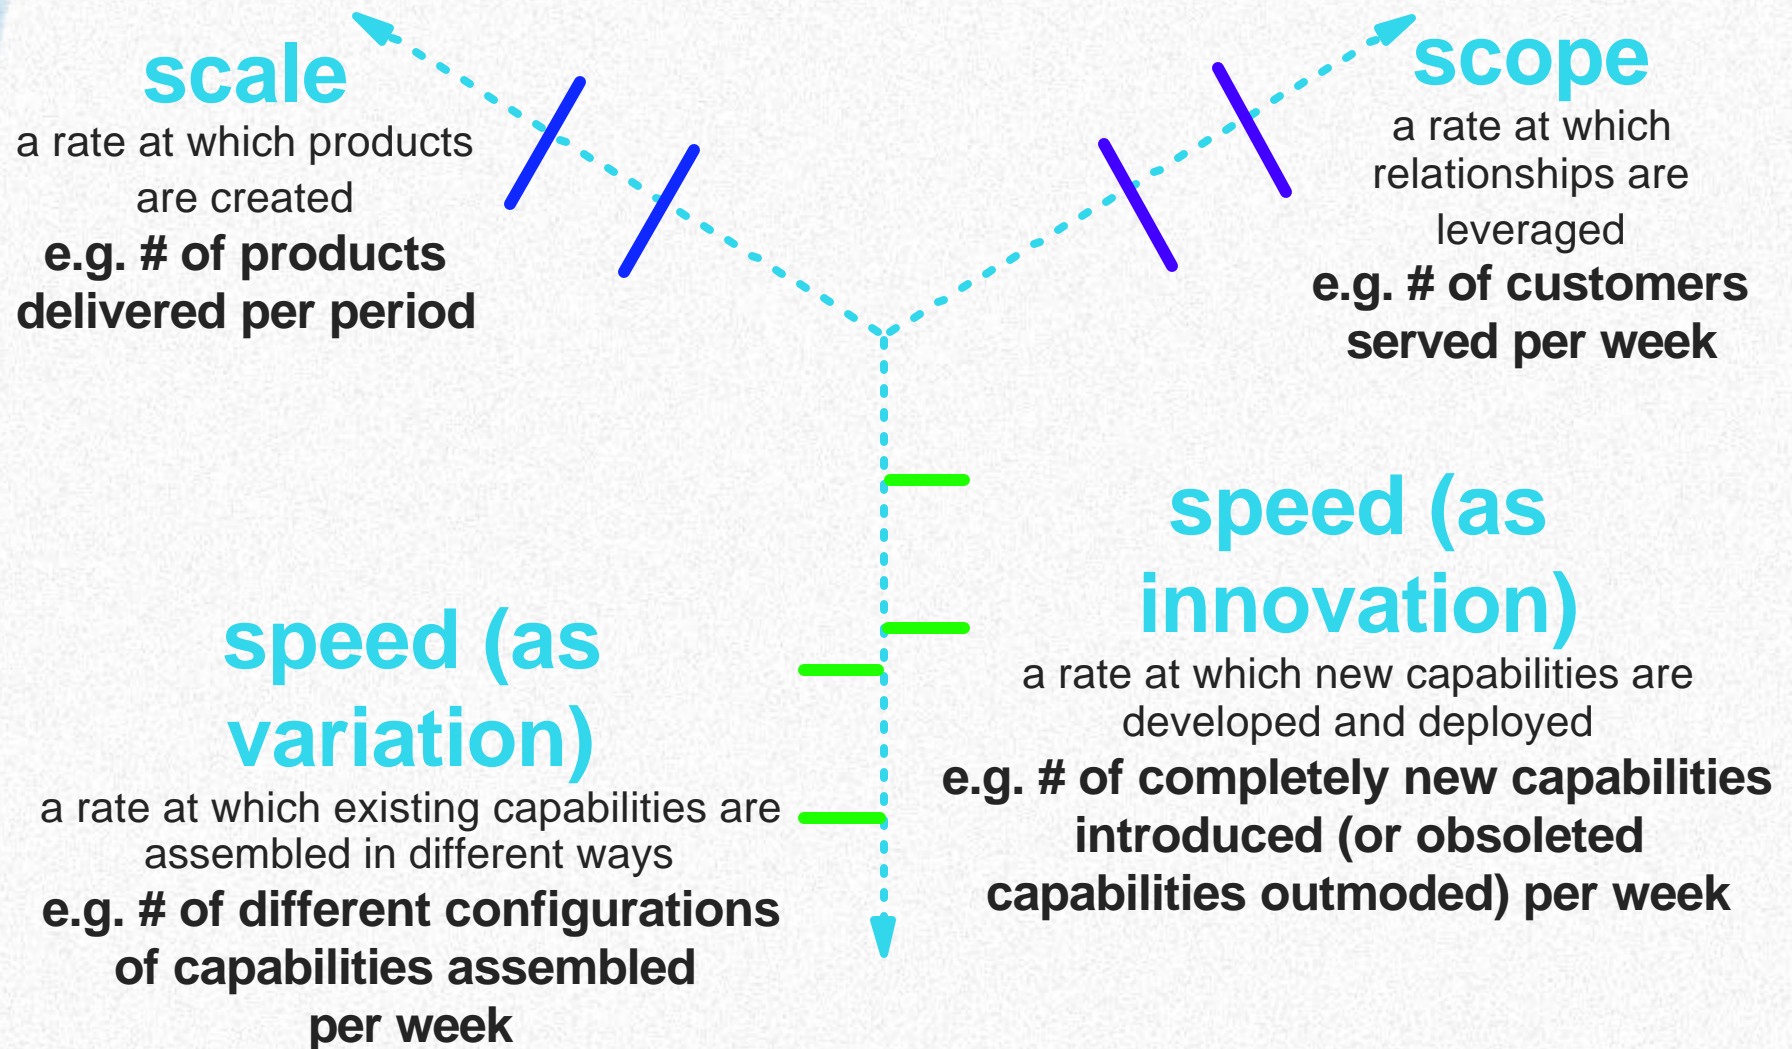 scale
a rate at which products
are created
e.g. # of products
delivered per period
scope
a rate at which
relationships are
leveraged
e.g. # of customers
served per week
speed (as
variation)
a rate at which existing capabilities are
assembled in different ways
e.g. # of different configurations
of capabilities assembled
per week
speed (as
innovation)
a rate at which new capabilities are
developed and deployed
e.g. # of completely new capabilities
introduced (or obsoleted
capabilities outmoded) per week